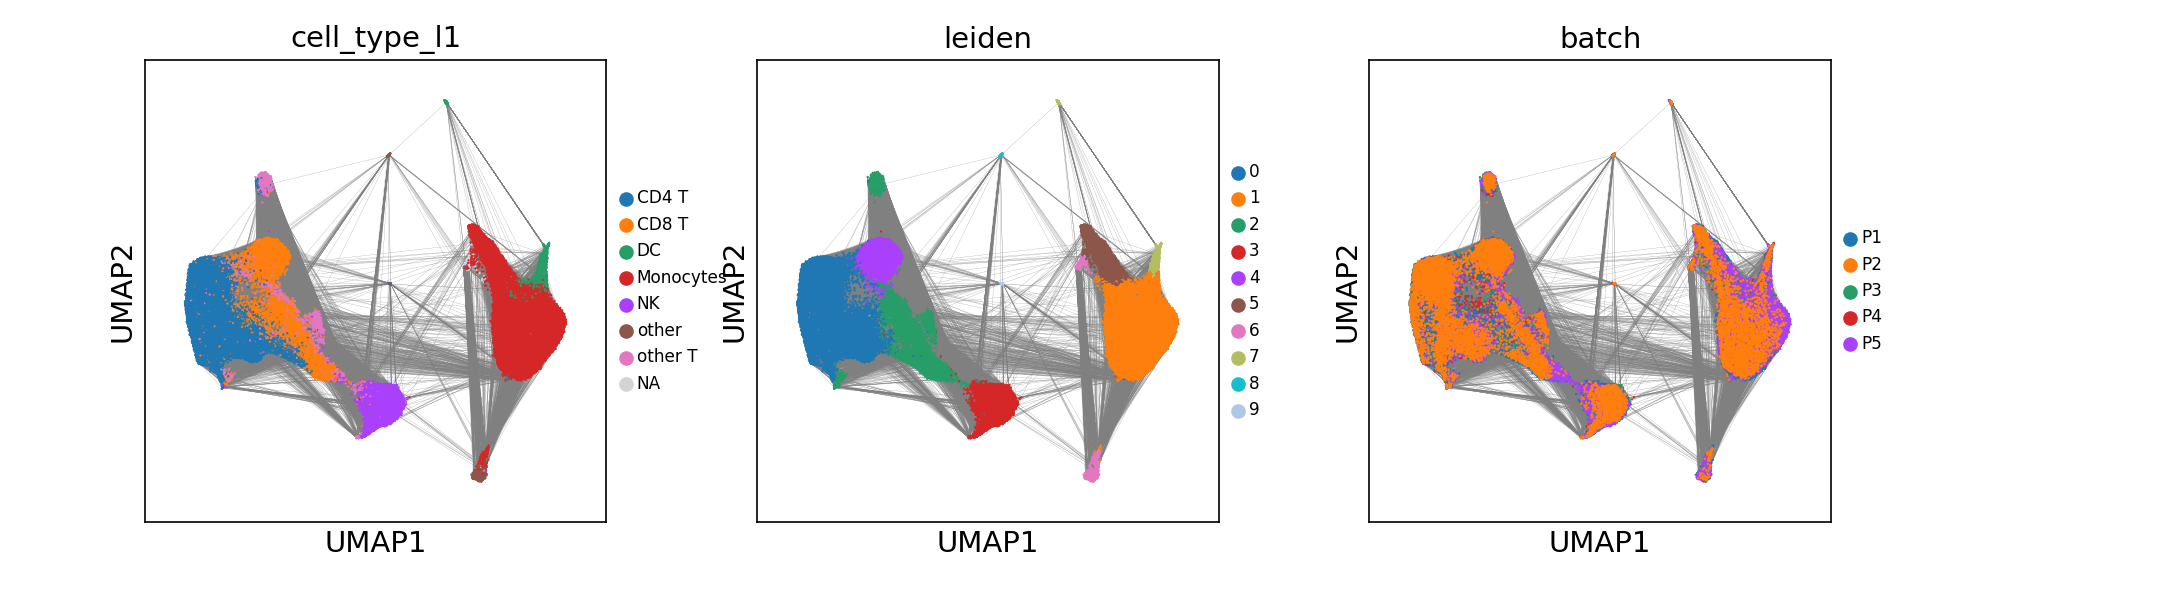 cell_type_l1
UMAP2
UMAP1
CD4 T
CD8 T
DC
Monocytes
NK
other
other T
NA
leiden
UMAP2
UMAP1
0
1
2
3
4
5
6
7
8
9
batch
UMAP2
UMAP1
P1
P2
P3
P4
P5